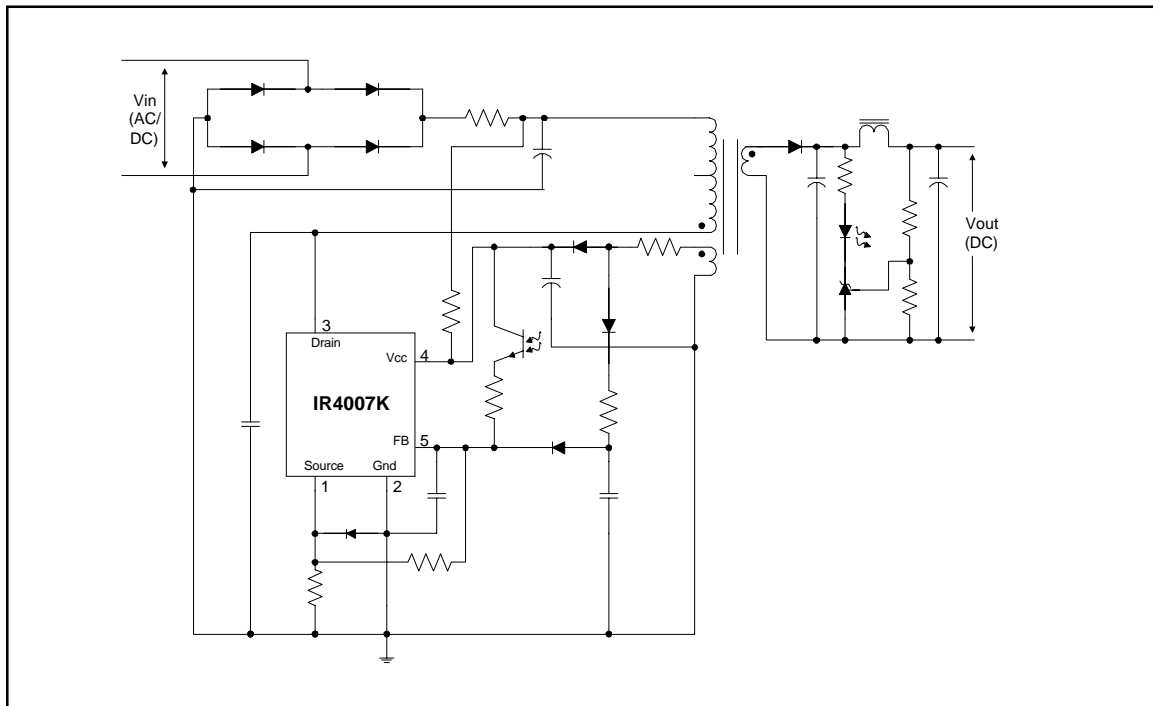 Vin
(AC/
DC)
Vout
(DC)
3
Drain
Vcc
4
IR4007K
FB
5
Source
Gnd
1
2